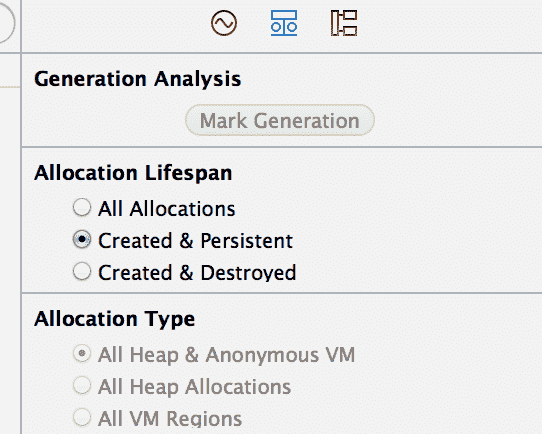 Generation Analysis
Mark Generation
Allocation Lifespan
All Allocations
Created & Persistent
Created & Destroyed
Allocation Type
All Heap & Anonymous VM
All Heap Allocations
All VM Regions